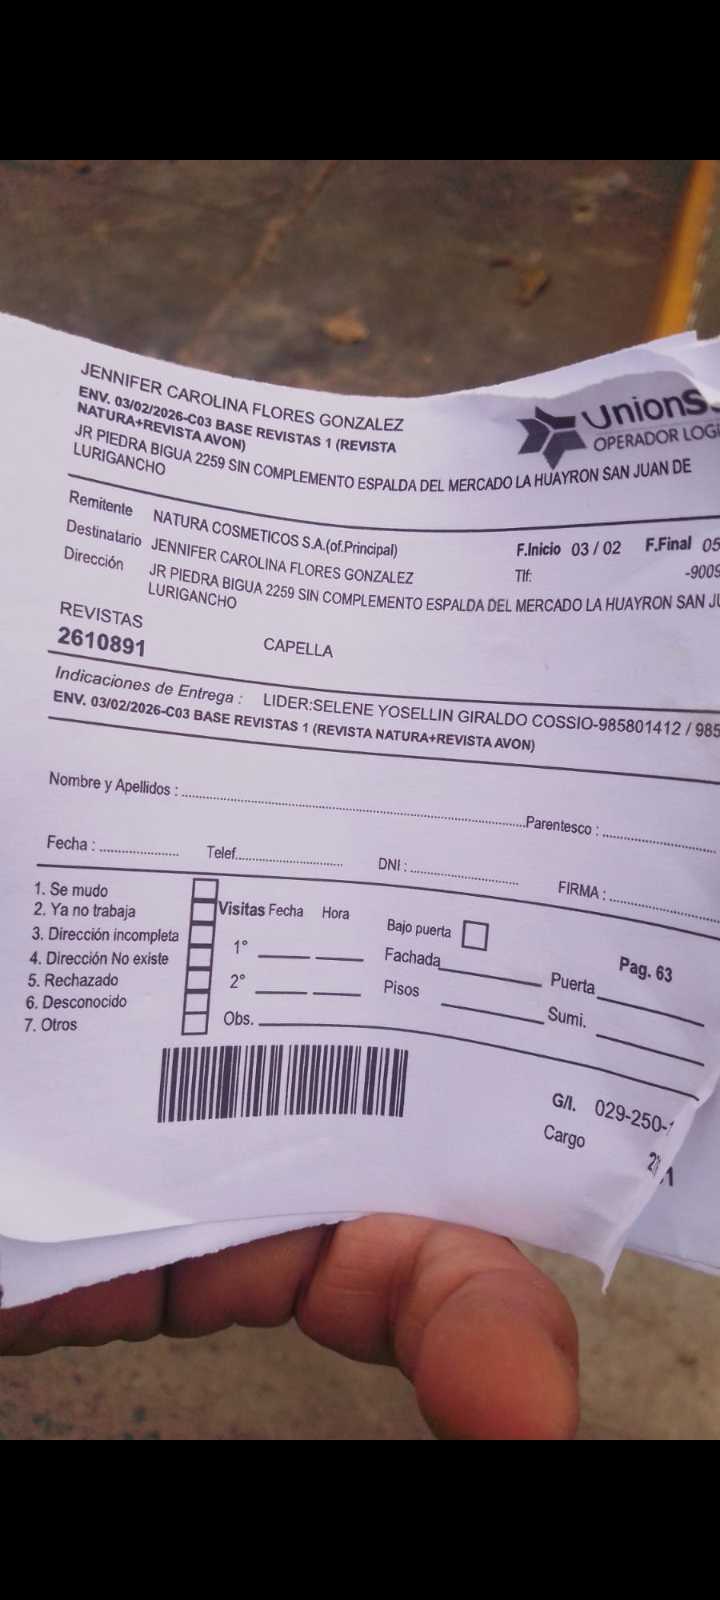 JENNIFER CAROLINA FLORES GONZALEZ
ENV. 03/02/2026-C03 BASE REVISTAS 1 (REVISTA
NATURA+REVISTA AVON)
JR PIEDRA BIGUA 2259 SIN COMPLEMENTO ESPALDA DEL MERCADO LA HUAYRON SAN JUAN DE
LURIGANCHO
UnionS
OPERADOR LOGI
Remitente NATURA COSMETICOS S.A.(of.Principal)
F.Inicio 03 / 02 F.Final 05
Destinatario JENNIFER CAROLINA FLORES GONZALEZ
Tlf: -9009
Dirección JR PIEDRA BIGUA 2259 SIN COMPLEMENTO ESPALDA DEL MERCADO LA HUAYRON SAN JU
LURIGANCHO
REVISTAS
2610891 CAPELLA
Indicaciones de Entrega : LIDER:SELENE YOSELLIN GIRALDO COSSIO-985801412 / 985
ENV. 03/02/2026-C03 BASE REVISTAS 1 (REVISTA NATURA+REVISTA AVON)
Nombre y Apellidos : Parentesco :
Fecha : Telef. DNI : FIRMA :
1. Se mudo
2. Ya no trabaja
3. Dirección incompleta
4. Dirección No existe
5. Rechazado
6. Desconocido
7. Otros
Visitas Fecha Hora
1°
2°
Obs.
Bajo puerta
Fachada
Pisos
Pag. 63
Puerta
Sumi.
G/I. 029-250-
Cargo